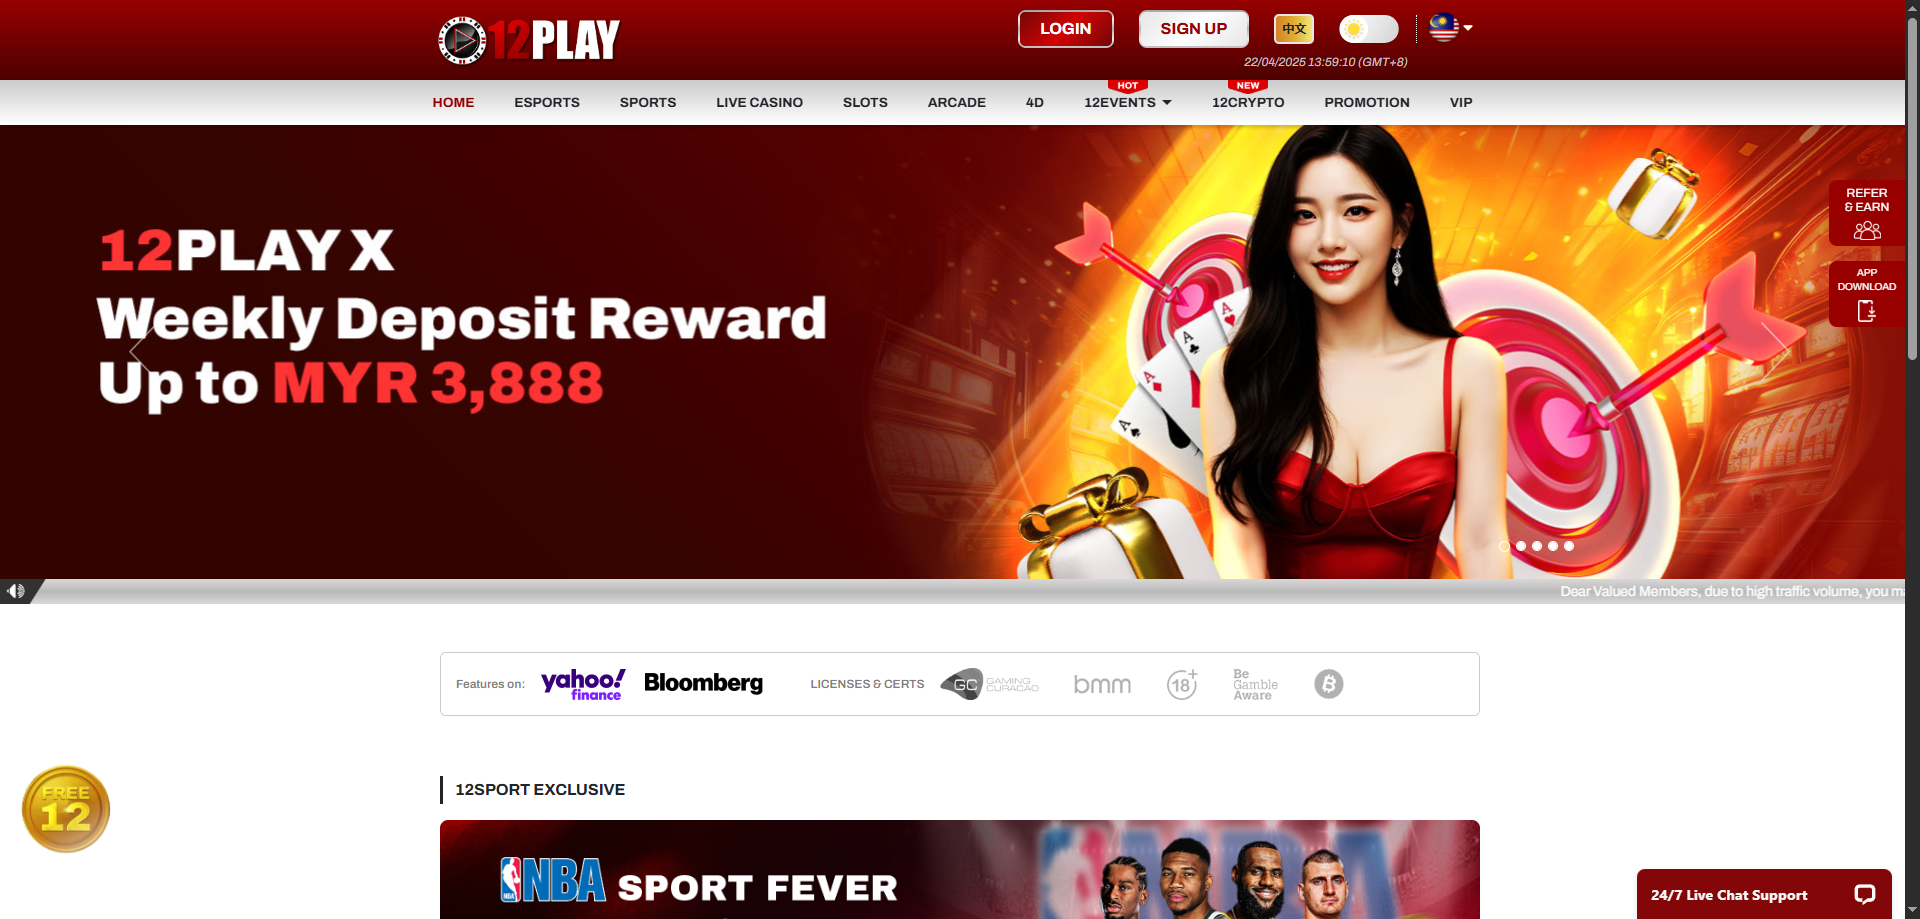 12PLAY
LOGIN
SIGN UP
中文
22/04/2025 13:59:10 (GMT+8)
HOT
NEW
HOME
ESPORTS
SPORTS
LIVE CASINO
SLOTS
ARCADE
4D
12EVENTS
12CRYPTO
PROMOTION
VIP
12PLAY X
Weekly Deposit Reward
Up to MYR 3,888
A
A
A
A
REFER
& EARN
APP
DOWNLOAD
Dear Valued Members, due to high traffic volume, you
Features on:
yahoo!
finance
Bloomberg
LICENSES & CERTS
GC
GAMING
CURACAO
bmm
18+
Be
Gamble
Aware
FREE
12
12SPORT EXCLUSIVE
NBA
NBA SPORT FEVER
24/7 Live Chat Support